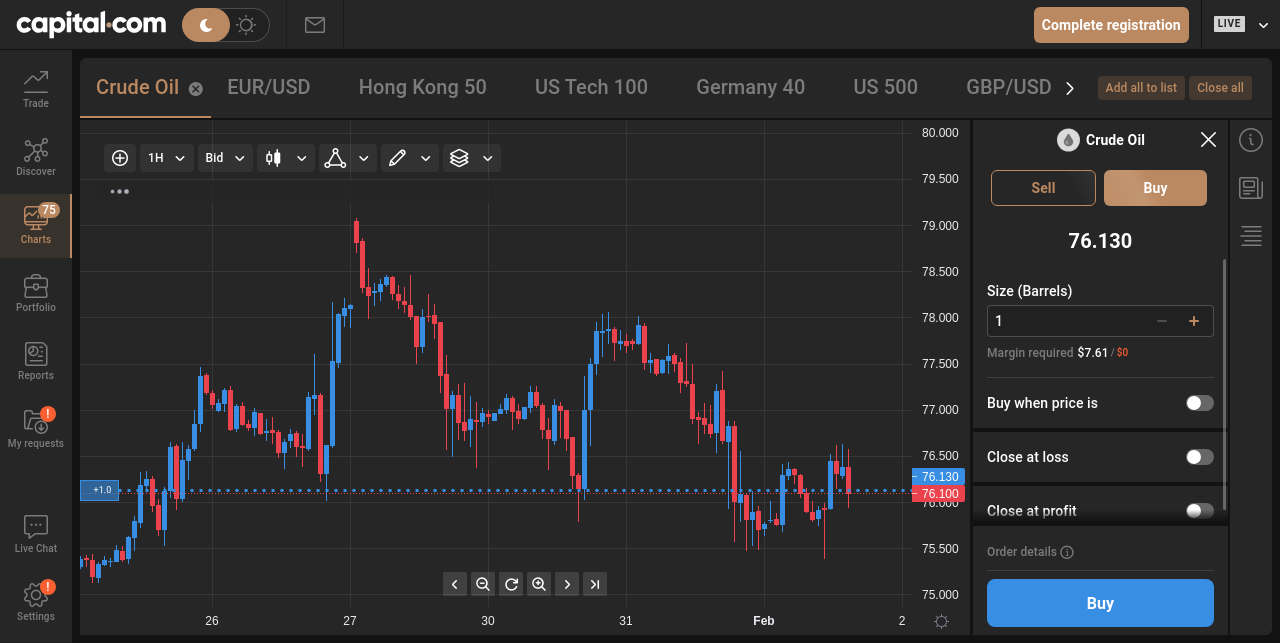 capital.com
Complete registration
LIVE
Trade
Discover
75
Charts
Portfolio
Reports
!
My requests
Live Chat
!
Settings
Crude Oil
EUR/USD
Hong Kong 50
US Tech 100
Germany 40
US 500
GBP/USD
Add all to list
Close all
1H
Bid
80.000
79.500
79.000
78.500
78.000
77.500
77.000
76.500
76.130
76.100
76.000
75.500
75.000
+1.0
26
27
30
31
Feb
2
Crude Oil
Sell
Buy
76.130
Size (Barrels)
1
Margin required $7.61 / $0
Buy when price is
Close at loss
Close at profit
Order details
Buy